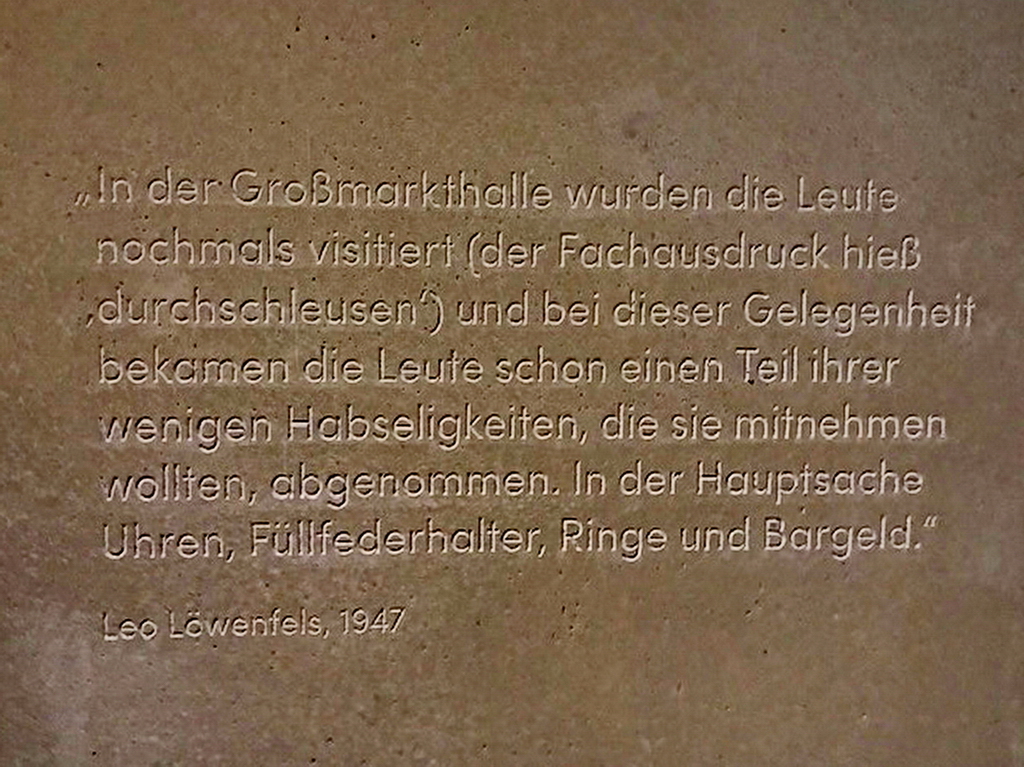 „In der Großmarkthalle wurden die Leute
nochmals visitiert (der Fachausdruck hieß
‚durchschleusen‘) und bei dieser Gelegenheit
bekamen die Leute schon einen Teil ihrer
wenigen Habseligkeiten, die sie mitnehmen
wollten, abgenommen. In der Hauptsache
Uhren, Füllfederhalter, Ringe und Bargeld.“
Leo Löwenfels, 1947